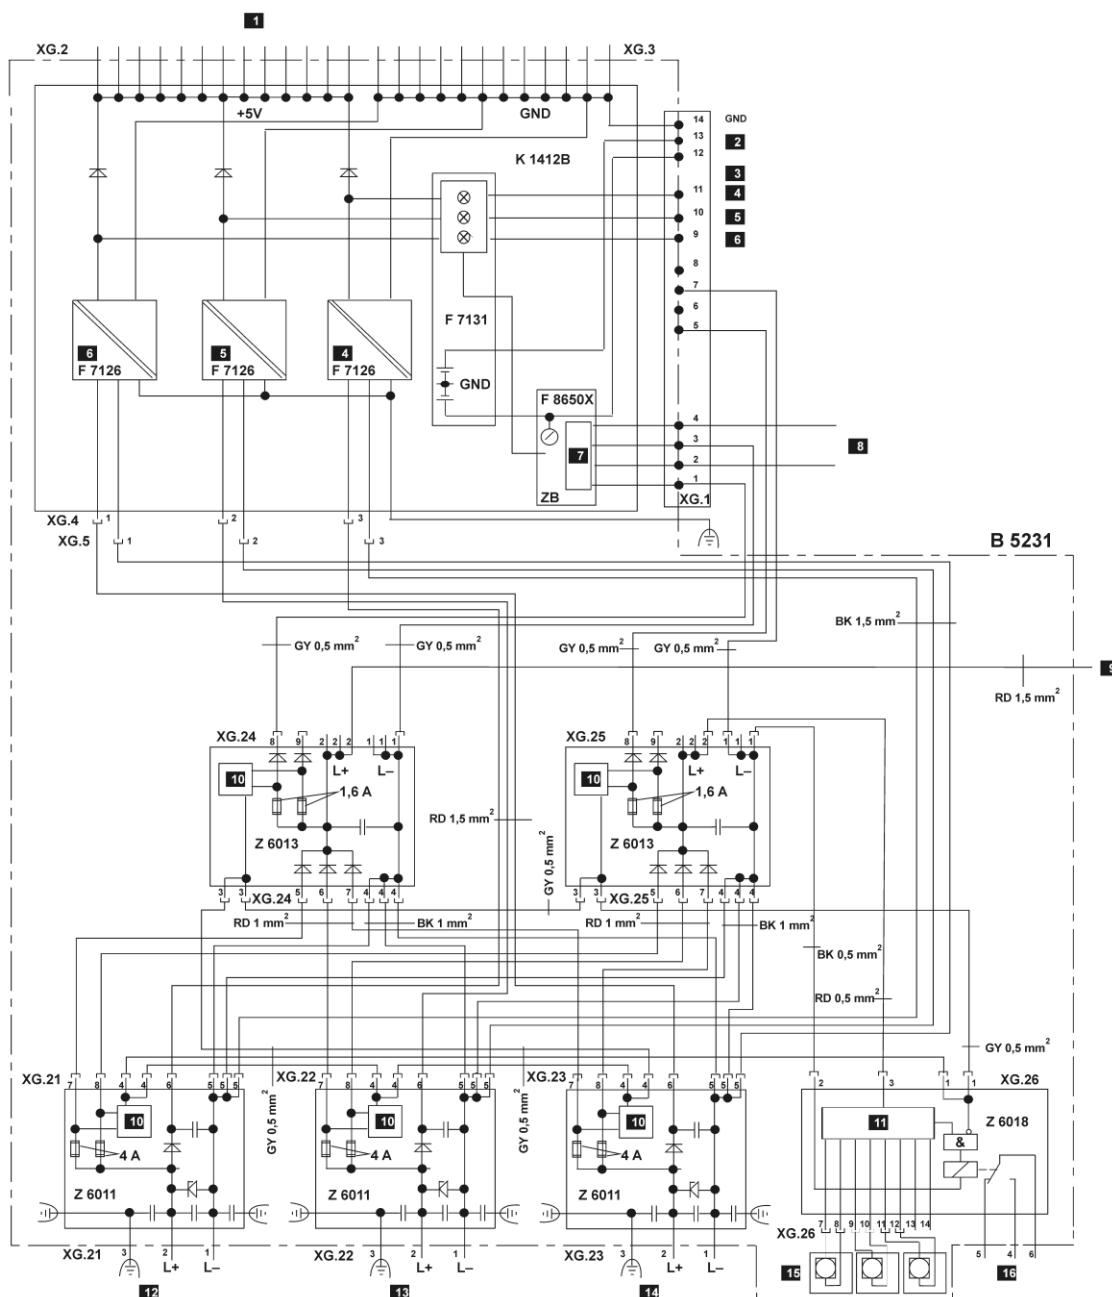 1
XG.2
XG.3
+5V
GND
K 1412B
14 GND
13
2
12
3
11
4
10
5
9
6
8
7
6
5
F 7131
6
F 7126
5
F 7126
4
F 7126
GND
F 8650X
7
ZB
4
3
8
2
1
XG.1
XG.4 1 2 3
XG.5 1 2 3
B 5231
BK 1,5 mm2
GY 0,5 mm2
GY 0,5 mm2
GY 0,5 mm2
GY 0,5 mm2
9
RD 1,5 mm2
XG.24 8 9 2 2 2 1 1 1
XG.25 8 9 2 2 2 1 1 1
L+ L–
L+ L–
10
1,6 A
10
1,6 A
RD 1,5 mm2
Z 6013
Z 6013
GY 0,5 mm2
3 3 XG.24 5 6 7 4 4 4
3 3 XG.25 5 6 7 4 4 4
RD 1 mm2
BK 1 mm2
RD 1 mm2
BK 1 mm2
BK 0,5 mm2
RD 0,5 mm2
GY 0,5 mm2
XG.21 7 8 4 4 6 5 5 5
XG.22 7 8 4 4 6 5 5 5
XG.23 7 8 4 4 6 5 5 5
2 3 1 1 XG.26
GY 0,5 mm2
GY 0,5 mm2
10
10
10
11
Z 6018
&
4 A
4 A
4 A
Z 6011
Z 6011
Z 6011
XG.26 7 8 9 10 11 12 13 14
XG.21 3 2 1
XG.22 3 2 1
XG.23 3 2 1
5 4 6
L+ L–
L+ L–
L+ L–
15
16
12
13
14